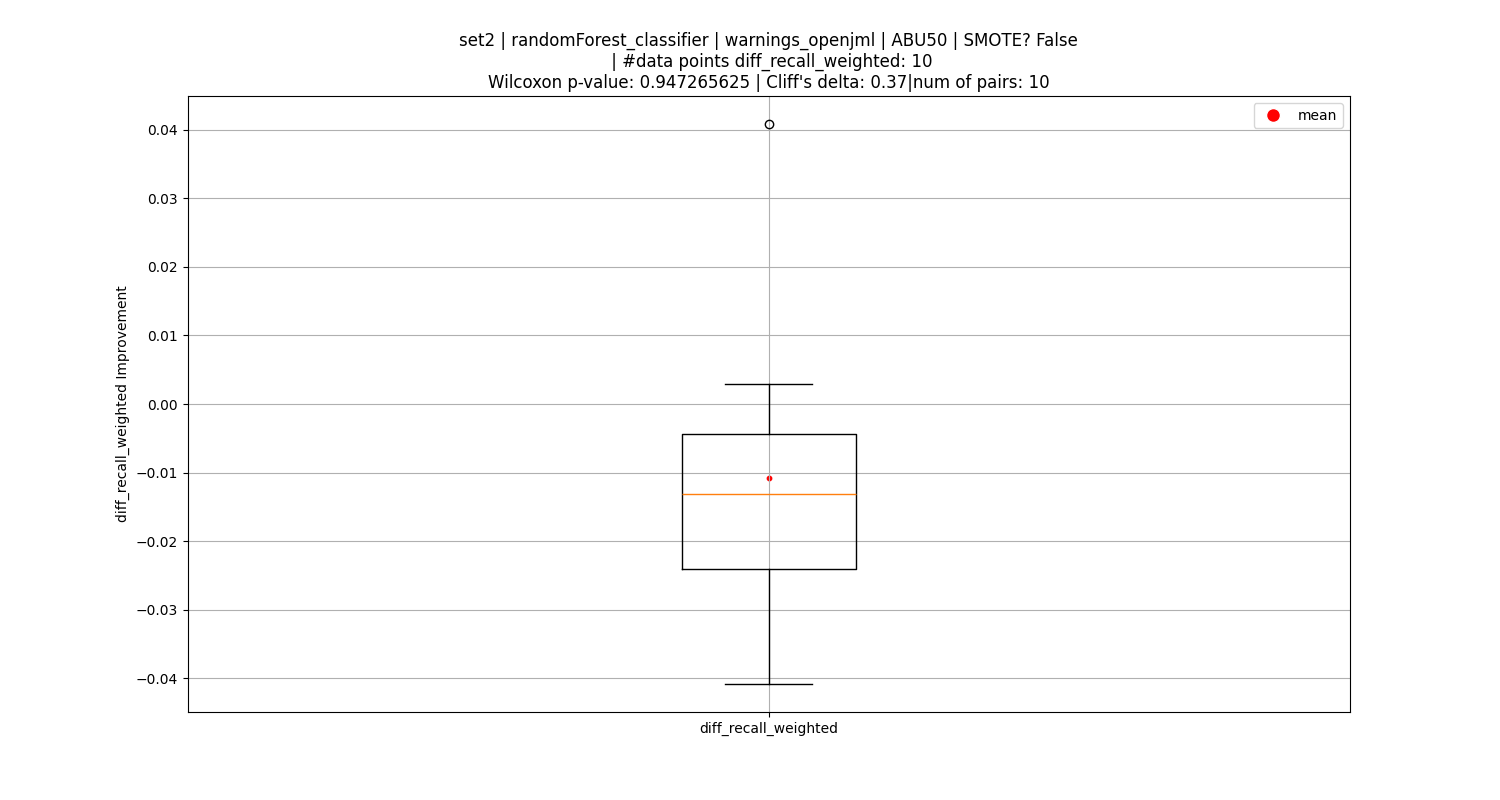 set2 | randomForest_classifier | warnings_openjml | ABU50 | SMOTE? False
| #data points diff_recall_weighted: 10
Wilcoxon p-value: 0.947265625 | Cliff's delta: 0.37|num of pairs: 10
mean
0.04
0.03
0.02
0.01
0.00
−0.01
−0.02
−0.03
−0.04
diff_recall_weighted Improvement
diff_recall_weighted